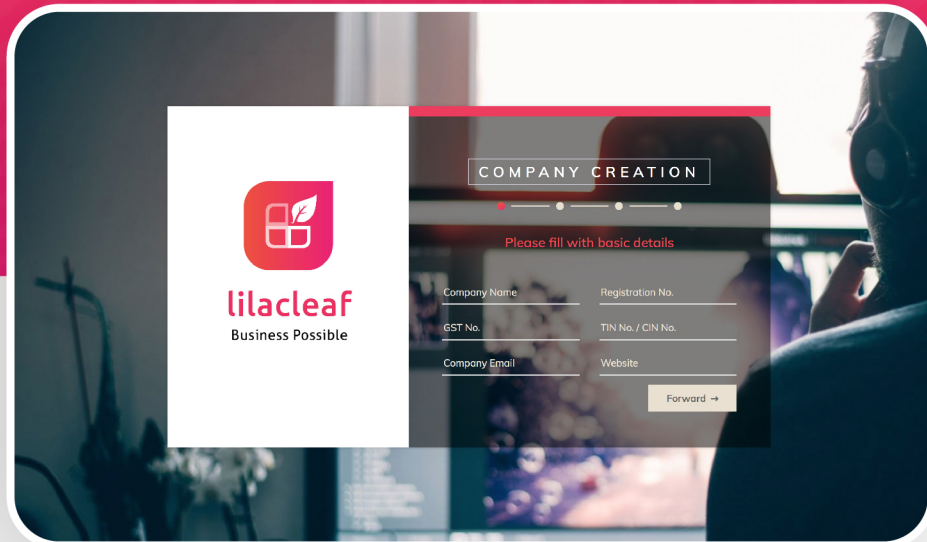 lilacleaf
Business Possible
COMPANY CREATION
Please fill with basic details
Company Name
Registration No.
GST No.
TIN No. / CIN No.
Company Email
Website
Forward →